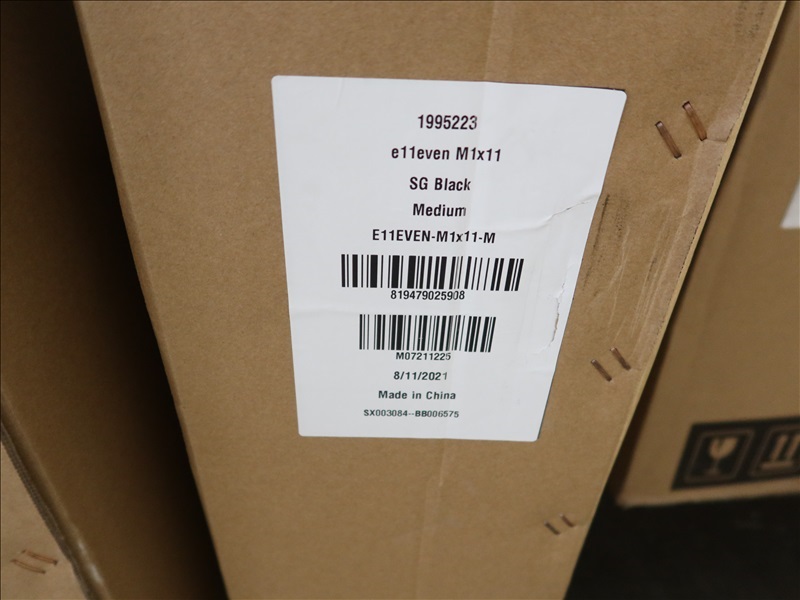 1995223
e11even M1x11
SG Black
Medium
E11EVEN-M1x11-M
819479025908
M07211225
8/11/2021
Made in China
SX003084--BB006575